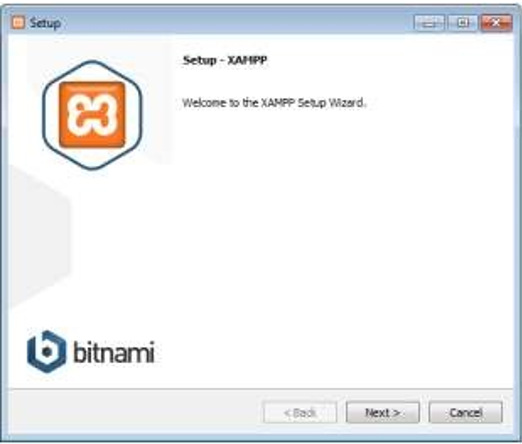 Setup
Setup - XAMPP
Welcome to the XAMPP Setup Wizard.
bitnami
< Back
Next >
Cancel